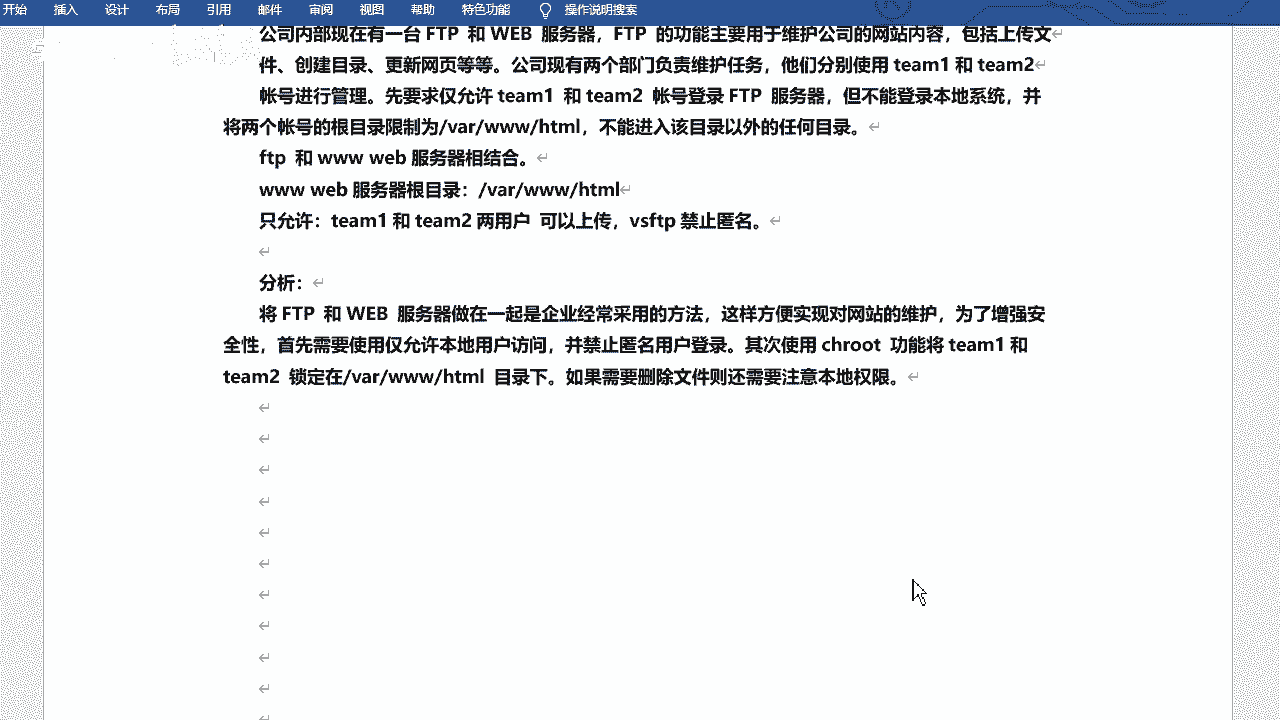 开始 插入 设计 布局 引用 邮件 审阅 视图 帮助 特色功能 操作说明搜索
公司内部现在有一台 FTP 和 WEB 服务器，FTP 的功能主要用于维护公司的网站内容，包括上传文
件、创建目录、更新网页等等。公司现有两个部门负责维护任务，他们分别使用 team1 和 team2
帐号进行管理。先要求仅允许 team1 和 team2 帐号登录 FTP 服务器，但不能登录本地系统，并
将两个帐号的根目录限制为/var/www/html，不能进入该目录以外的任何目录。
ftp 和 www web 服务器相结合。
www web 服务器根目录：/var/www/html
只允许：team1 和 team2 两用户 可以上传，vsftp 禁止匿名。
分析：
将 FTP 和 WEB 服务器做在一起是企业经常采用的方法，这样方便实现对网站的维护，为了增强安
全性，首先需要使用仅允许本地用户访问，并禁止匿名用户登录。其次使用 chroot 功能将 team1 和
team2 锁定在/var/www/html 目录下。如果需要删除文件则还需要注意本地权限。